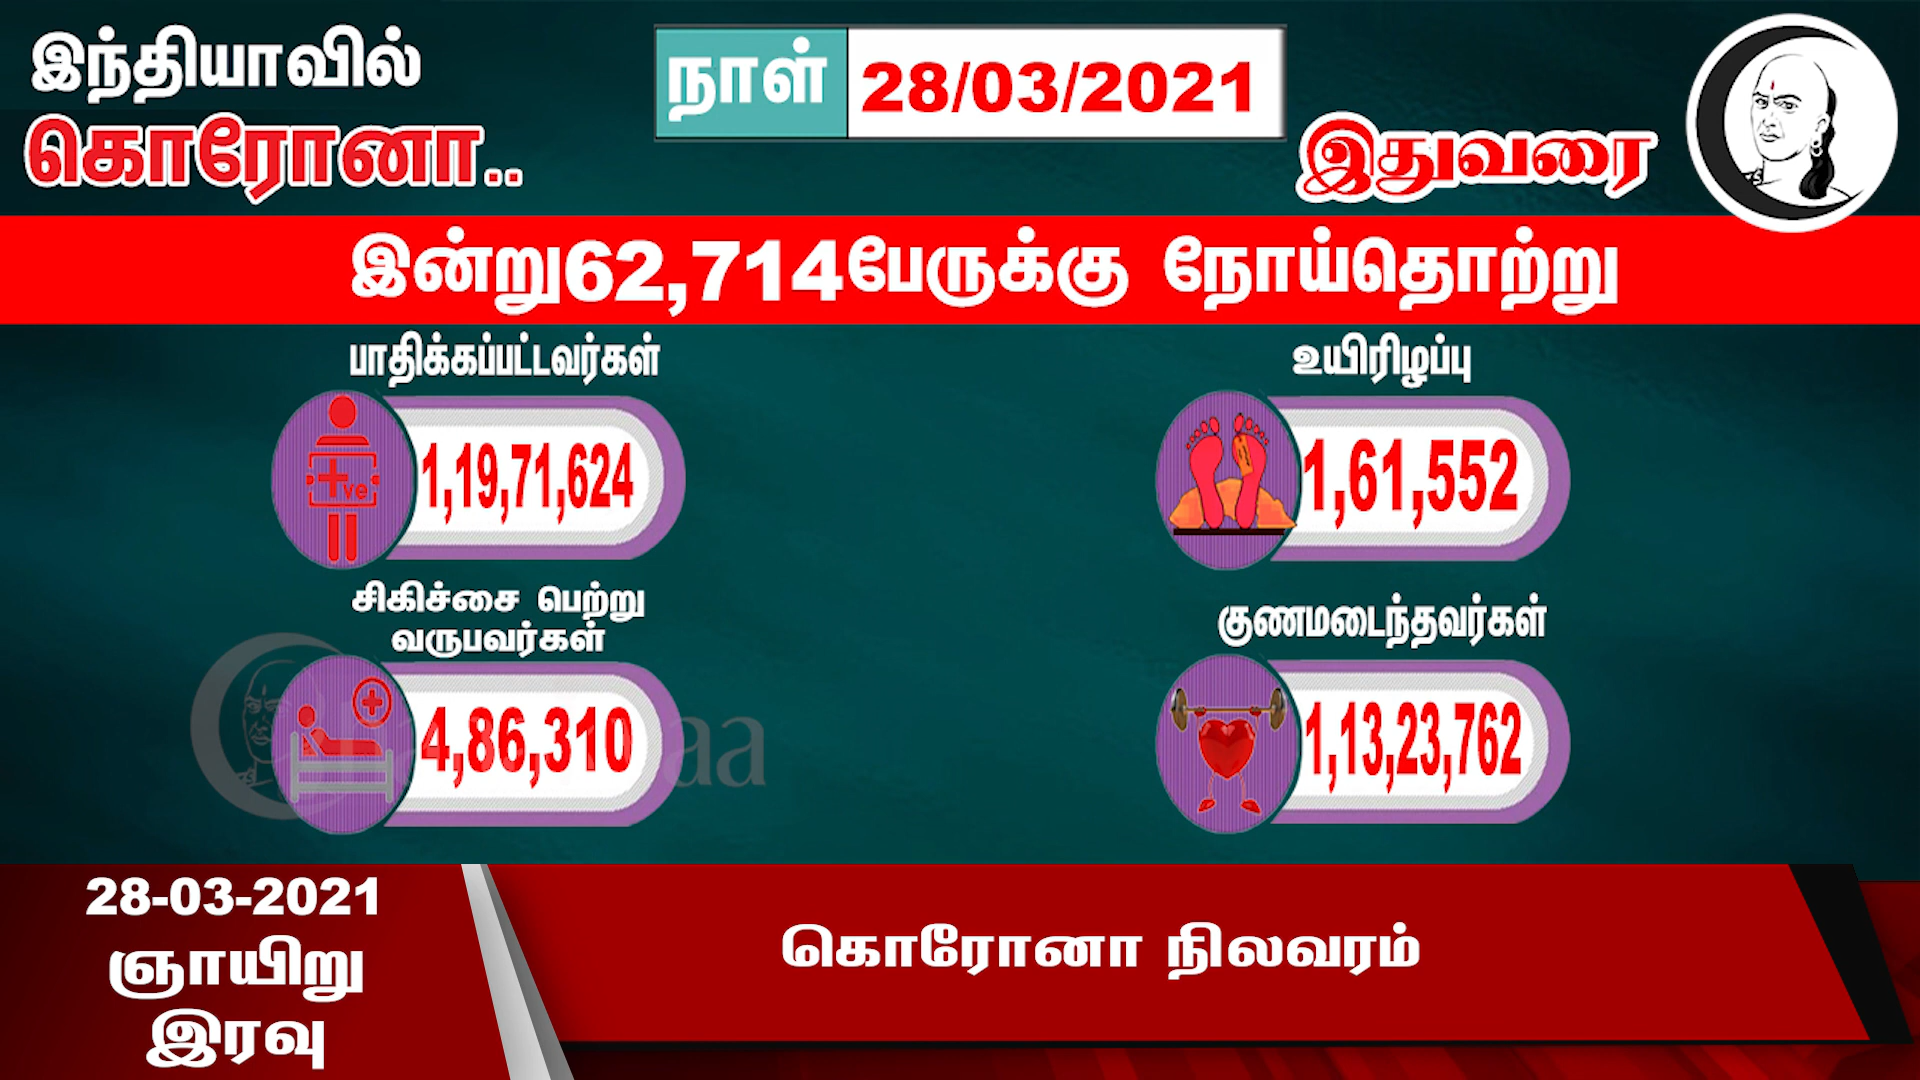 இந்தியாவில்
கொரோனா..
நாள் 28/03/2021
இதுவரை
இன்று62,714பேருக்கு நோய்தொற்று
பாதிக்கப்பட்டவர்கள்
1,19,71,624
+ve
உயிரிழப்பு
1,61,552
சிகிச்சை பெற்று
வருபவர்கள்
4,86,310
குணமடைந்தவர்கள்
1,13,23,762
28-03-2021
ஞாயிறு
இரவு
கொரோனா நிலவரம்